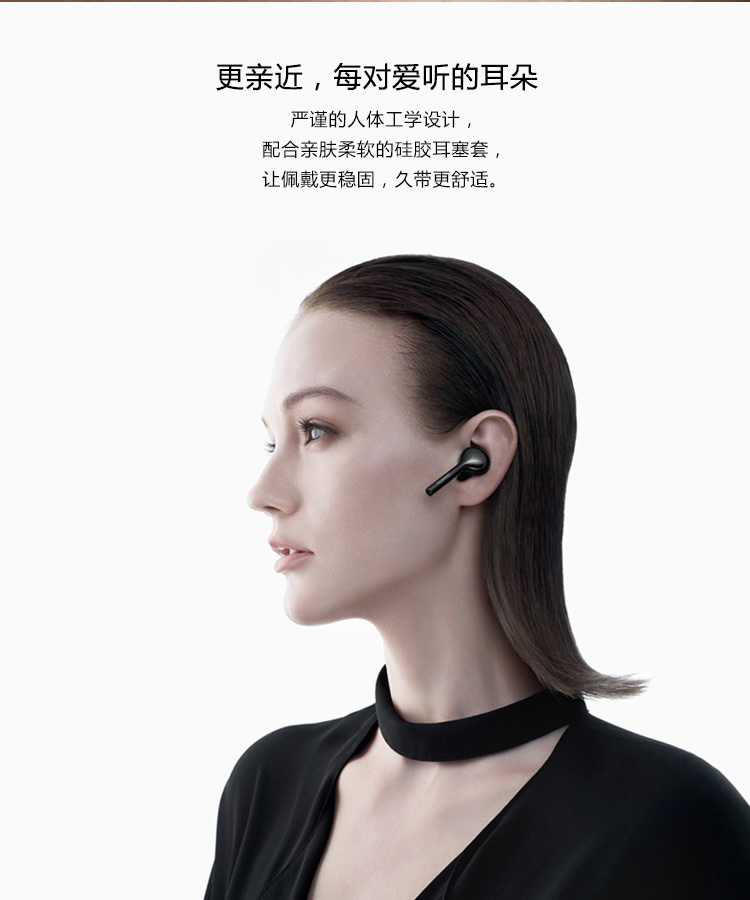 更亲近，每对爱听的耳朵
严谨的人体工学设计，
配合亲肤柔软的硅胶耳塞套，
让佩戴更稳固，久带更舒适。